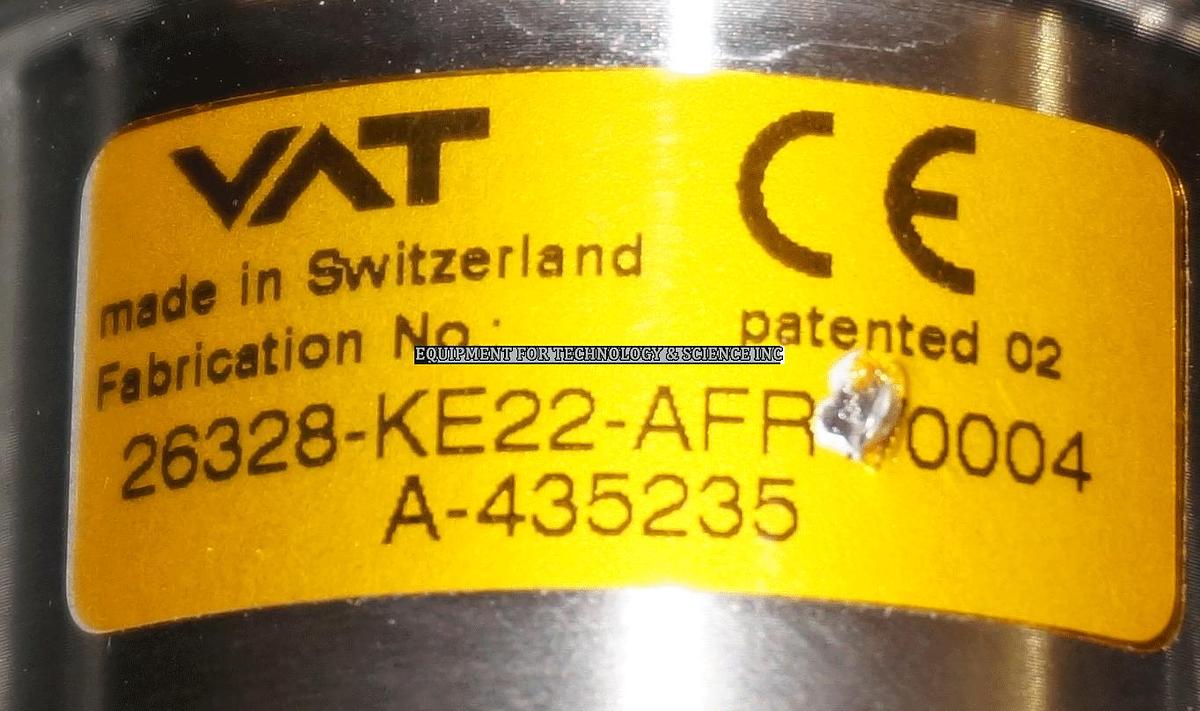 VAT CE
made in Switzerland
Fabrication No.: patented 02
EQUIPMENT FOR TECHNOLOGY & SCIENCE INC
26328-KE22-AFR 0004
A-435235